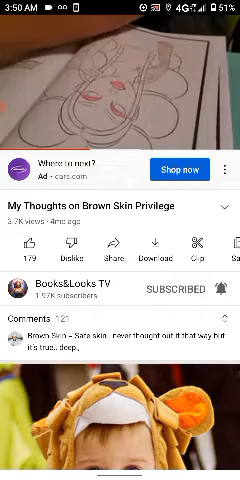 3:50 AM
4G
51%
Where to next?
Ad · cars.com
Shop now
My Thoughts on Brown Skin Privilege
3.7K views · 4mo ago
179 Dislike Share Download Clip Sa
Books&Looks TV
1.97K subscribers
SUBSCRIBED
Comments 121
Brown Skin = Safe skin.. never thought out it that way but
it's true.. deep,,